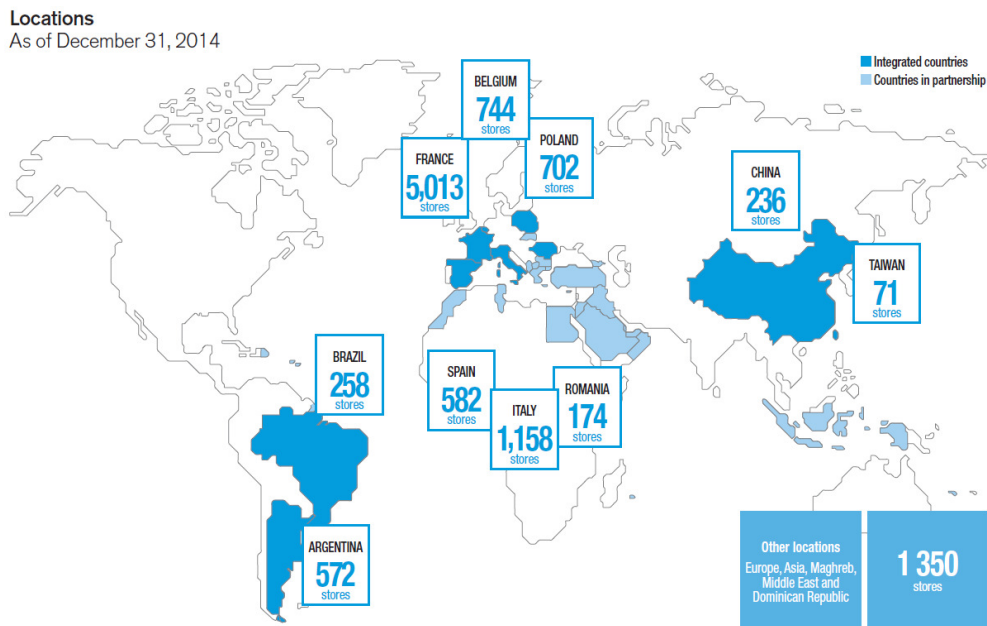 Locations
As of December 31, 2014
Integrated countries
Countries in partnership
BELGIUM
744
stores
POLAND
702
stores
FRANCE
5,013
stores
CHINA
236
stores
TAIWAN
71
stores
BRAZIL
258
stores
SPAIN
582
stores
ITALY
1,158
stores
ROMANIA
174
stores
ARGENTINA
572
stores
Other locations
Europe, Asia, Maghreb,
Middle East and
Dominican Republic
1 350
stores